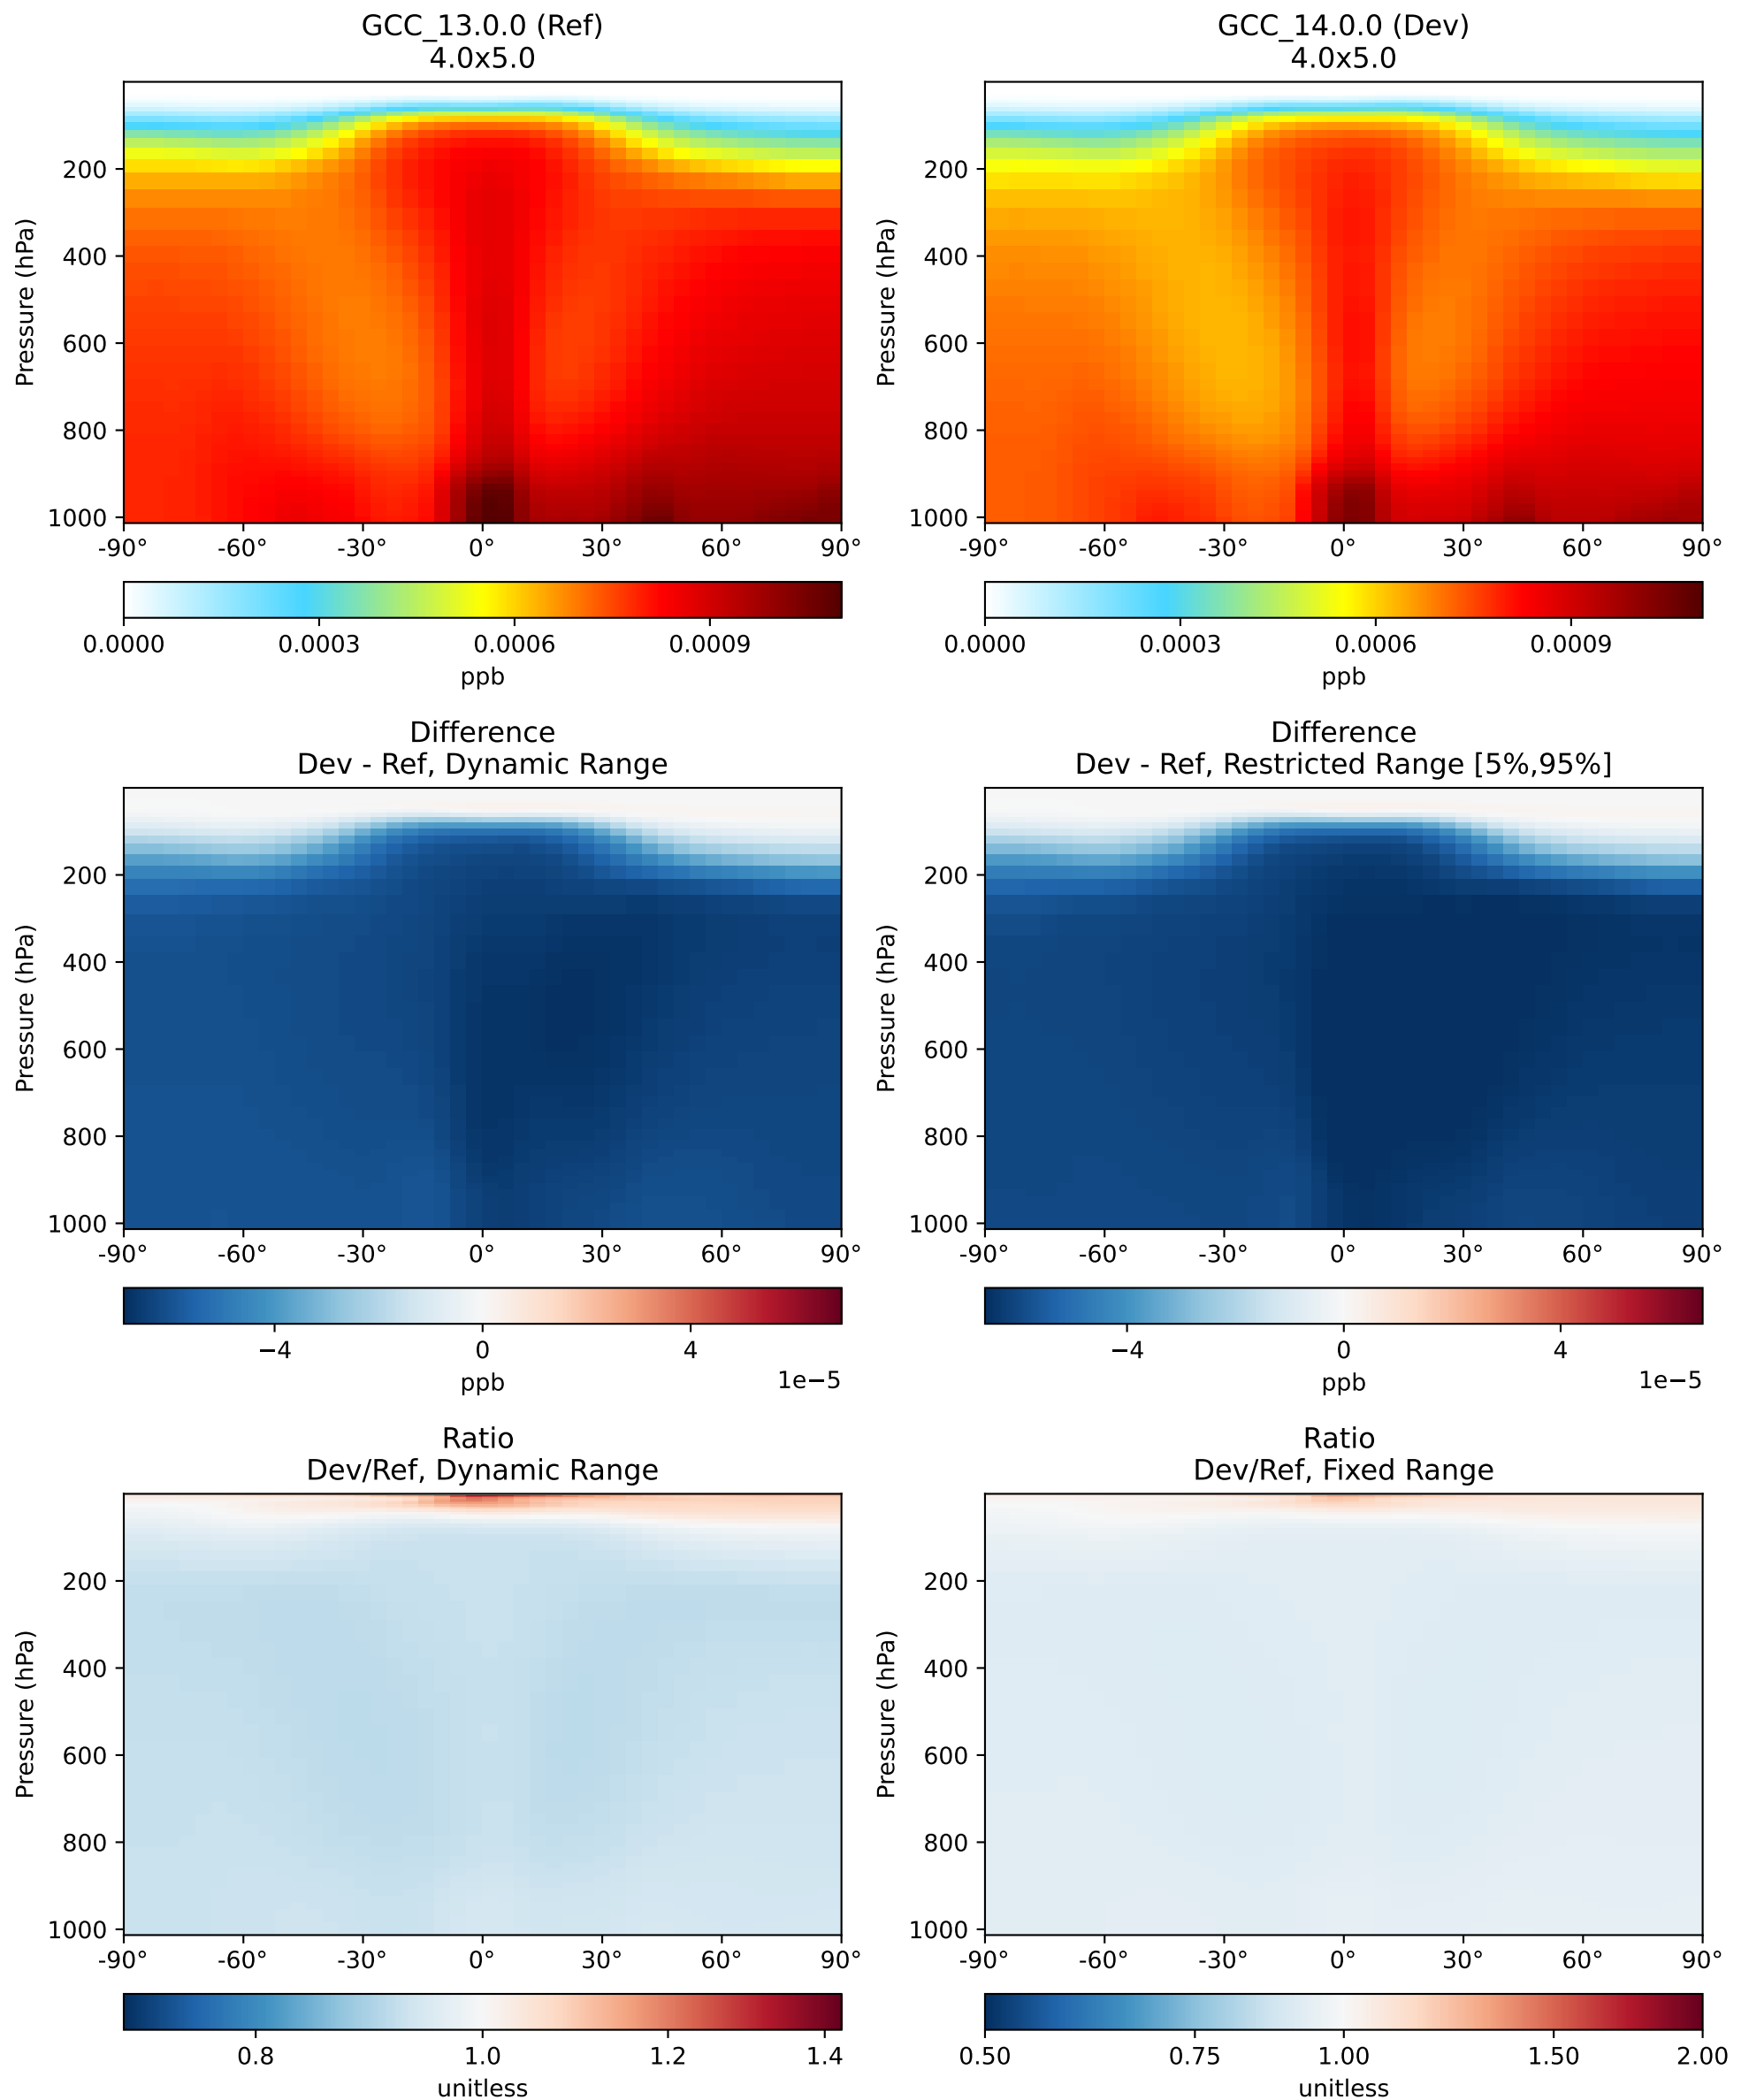 GCC_13.0.0 (Ref)
4.0x5.0
Pressure (hPa)
200
400
600
800
1000
-90° -60° -30° 0° 30° 60° 90°
0.0000 0.0003 0.0006 0.0009
ppb
GCC_14.0.0 (Dev)
4.0x5.0
Pressure (hPa)
200
400
600
800
1000
-90° -60° -30° 0° 30° 60° 90°
0.0000 0.0003 0.0006 0.0009
ppb
Difference
Dev - Ref, Dynamic Range
Pressure (hPa)
200
400
600
800
1000
-90° -60° -30° 0° 30° 60° 90°
−4 0 4
ppb 1e−5
Difference
Dev - Ref, Restricted Range [5%,95%]
Pressure (hPa)
200
400
600
800
1000
-90° -60° -30° 0° 30° 60° 90°
−4 0 4
ppb 1e−5
Ratio
Dev/Ref, Dynamic Range
Pressure (hPa)
200
400
600
800
1000
-90° -60° -30° 0° 30° 60° 90°
0.8 1.0 1.2 1.4
unitless
Ratio
Dev/Ref, Fixed Range
Pressure (hPa)
200
400
600
800
1000
-90° -60° -30° 0° 30° 60° 90°
0.50 0.75 1.00 1.50 2.00
unitless